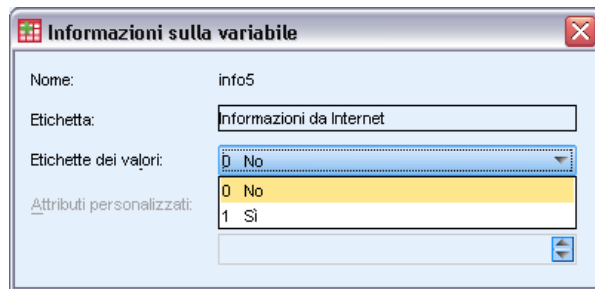 Informazioni sulla variabile
Nome: info5
Etichetta: Informazioni da Internet
Etichette dei valori: 0 No
0 No
Attributi personalizzati:
1 Sì